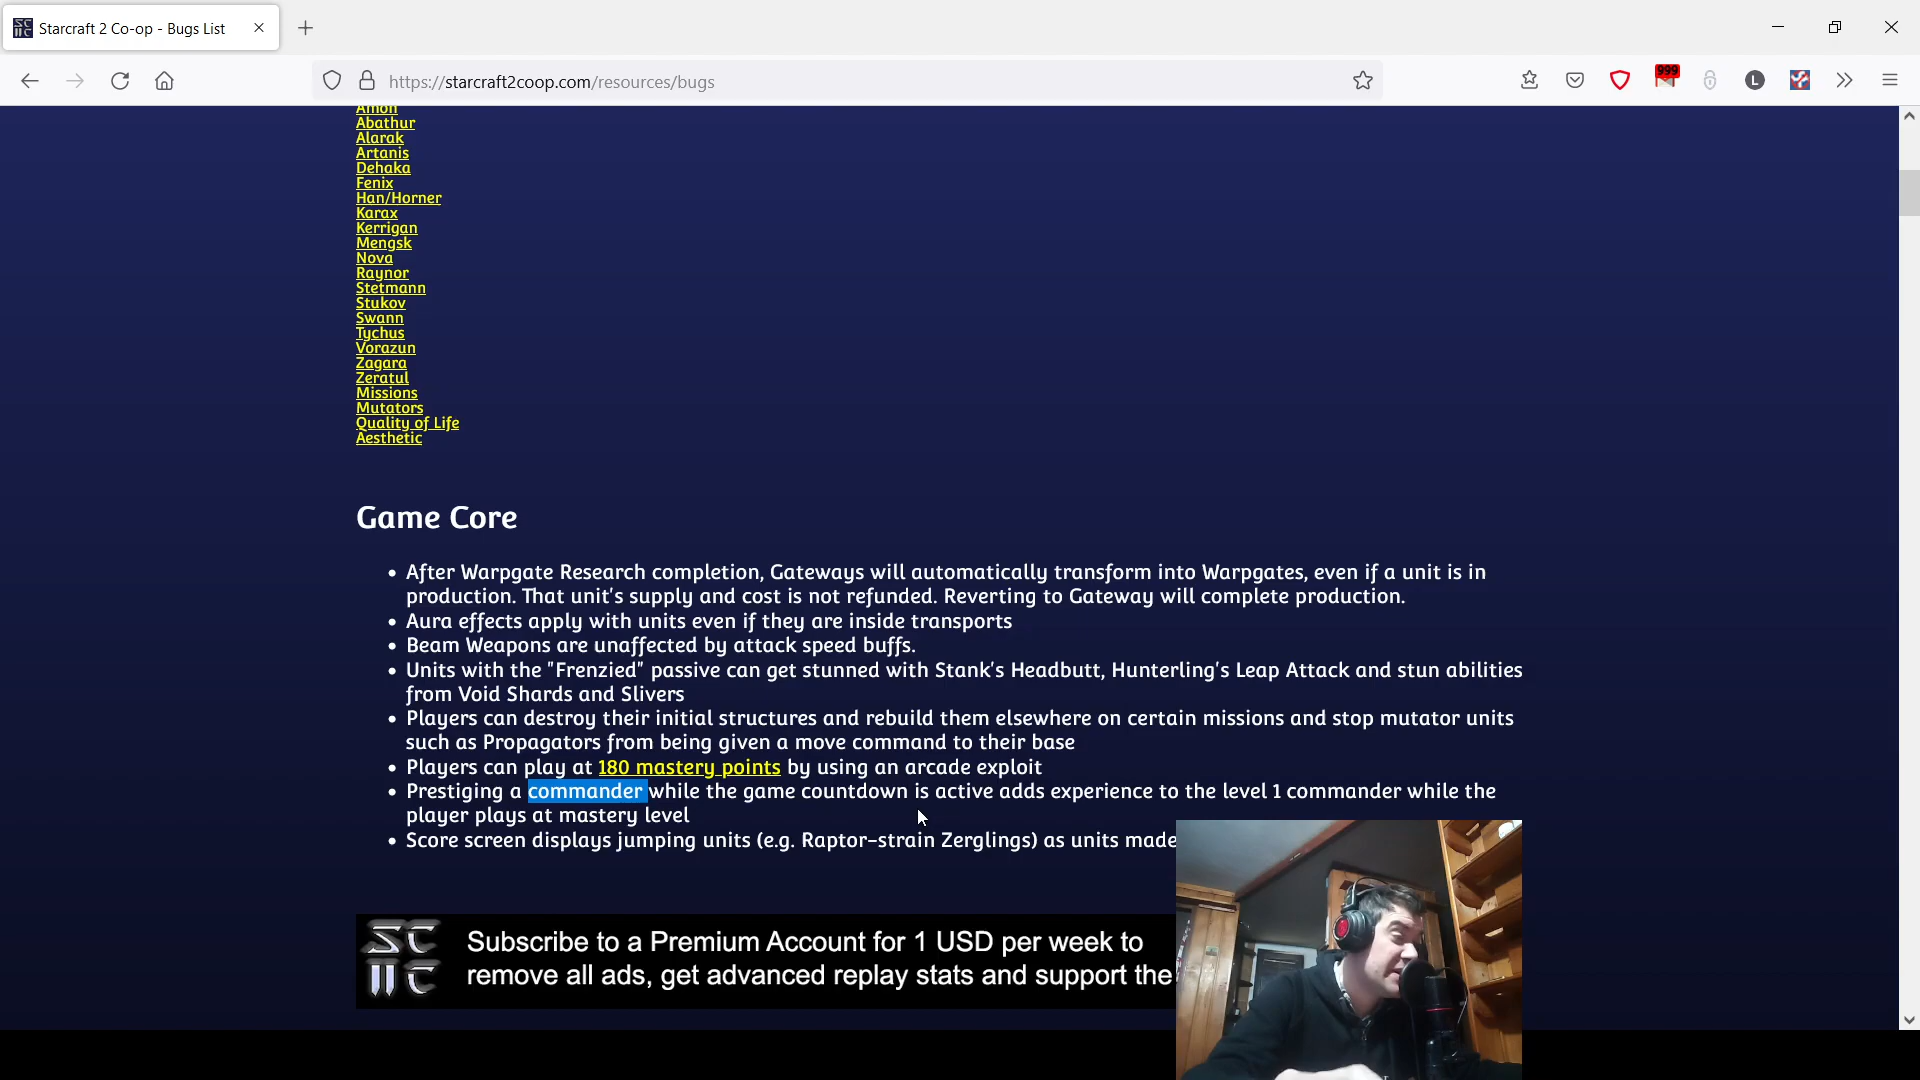 Starcraft 2 Co-op - Bugs List
https://starcraft2coop.com/resources/bugs
999
L
Amon
Abathur
Alarak
Artanis
Dehaka
Fenix
Han/Horner
Karax
Kerrigan
Mengsk
Nova
Raynor
Stetmann
Stukov
Swann
Tychus
Vorazun
Zagara
Zeratul
Missions
Mutators
Quality of Life
Aesthetic
Game Core
• After Warpgate Research completion, Gateways will automatically transform into Warpgates, even if a unit is in
production. That unit's supply and cost is not refunded. Reverting to Gateway will complete production.
• Aura effects apply with units even if they are inside transports
• Beam Weapons are unaffected by attack speed buffs.
• Units with the "Frenzied" passive can get stunned with Stank's Headbutt, Hunterling's Leap Attack and stun abilities
from Void Shards and Slivers
• Players can destroy their initial structures and rebuild them elsewhere on certain missions and stop mutator units
such as Propagators from being given a move command to their base
• Players can play at 180 mastery points by using an arcade exploit
• Prestiging a commander while the game countdown is active adds experience to the level 1 commander while the
player plays at mastery level
• Score screen displays jumping units (e.g. Raptor-strain Zerglings) as units made
SC
IIC
Subscribe to a Premium Account for 1 USD per week to
remove all ads, get advanced replay stats and support the